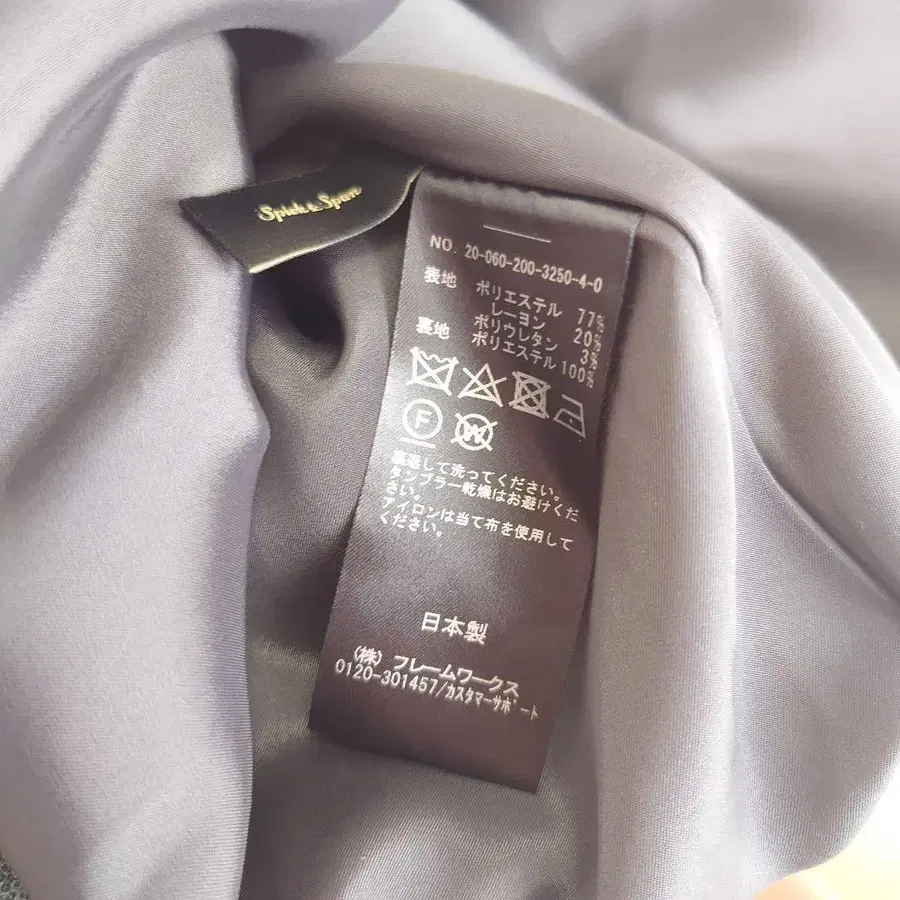 Spick & Span
NO. 20-060-200-3250-4-0
表地 ポリエステル 77%
レーヨン 20%
ポリウレタン 3%
裏地 ポリエステル 100%
F W
裏返して洗ってください。
タンブラー乾燥はお避けくだ
さい。
アイロンは当て布を使用して
ください。
日本製
(株) フレームワークス
0120-301457/カスタマーサポート